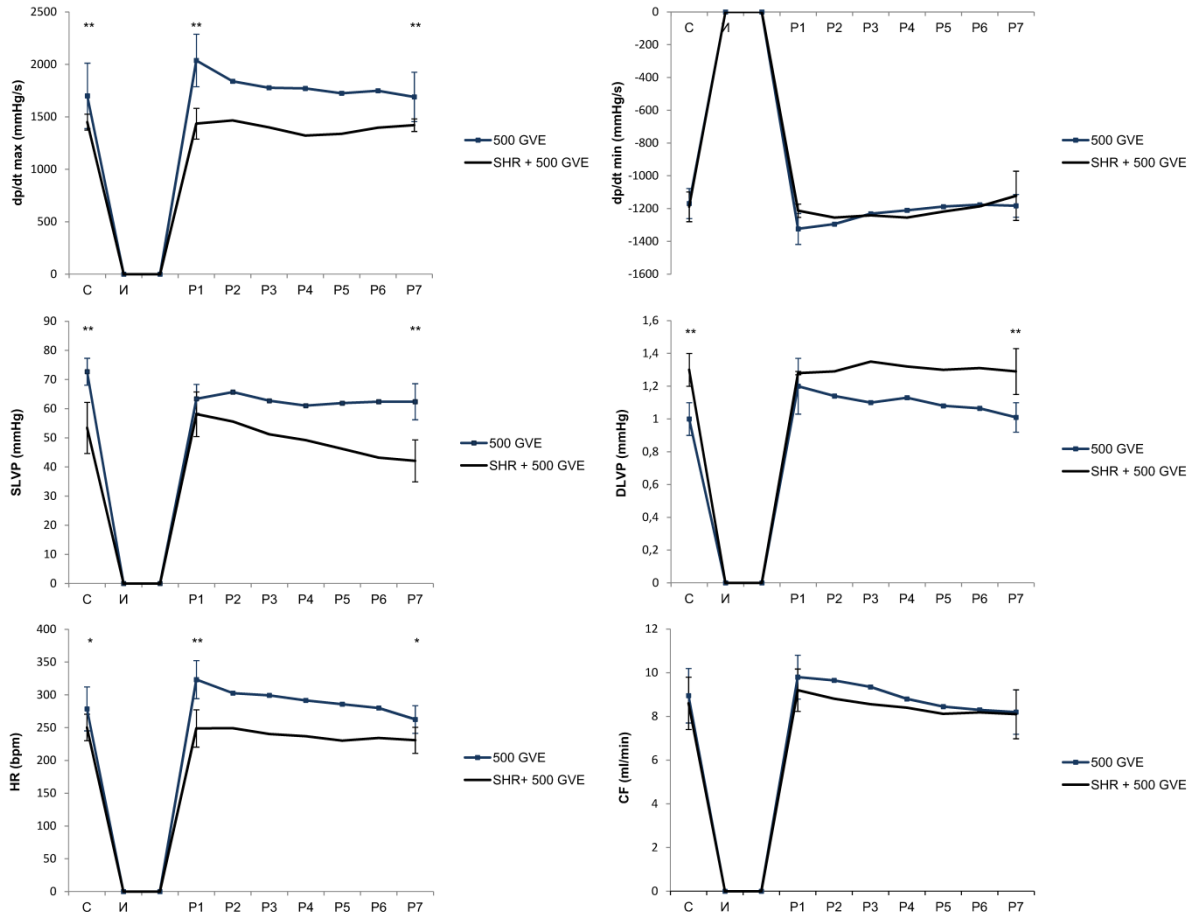 ** ** **
2500
2000
1500
1000
500
0
dp/dt max (mmHg/s)
C И P1 P2 P3 P4 P5 P6 P7
500 GVE
SHR + 500 GVE
0
-200
-400
-600
-800
-1000
-1200
-1400
-1600
dp/dt min (mmHg/s)
C И P1 P2 P3 P4 P5 P6 P7
500 GVE
SHR + 500 GVE
** **
90
80
70
60
50
40
30
20
10
0
SLVP (mmHg)
C И P1 P2 P3 P4 P5 P6 P7
500 GVE
SHR + 500 GVE
** **
1,6
1,4
1,2
1
0,8
0,6
0,4
0,2
0
DLVP (mmHg)
C И P1 P2 P3 P4 P5 P6 P7
500 GVE
SHR + 500 GVE
* ** *
400
350
300
250
200
150
100
50
0
HR (bpm)
C И P1 P2 P3 P4 P5 P6 P7
500 GVE
SHR+ 500 GVE
12
10
8
6
4
2
0
CF (ml/min)
C И P1 P2 P3 P4 P5 P6 P7
500 GVE
SHR + 500 GVE